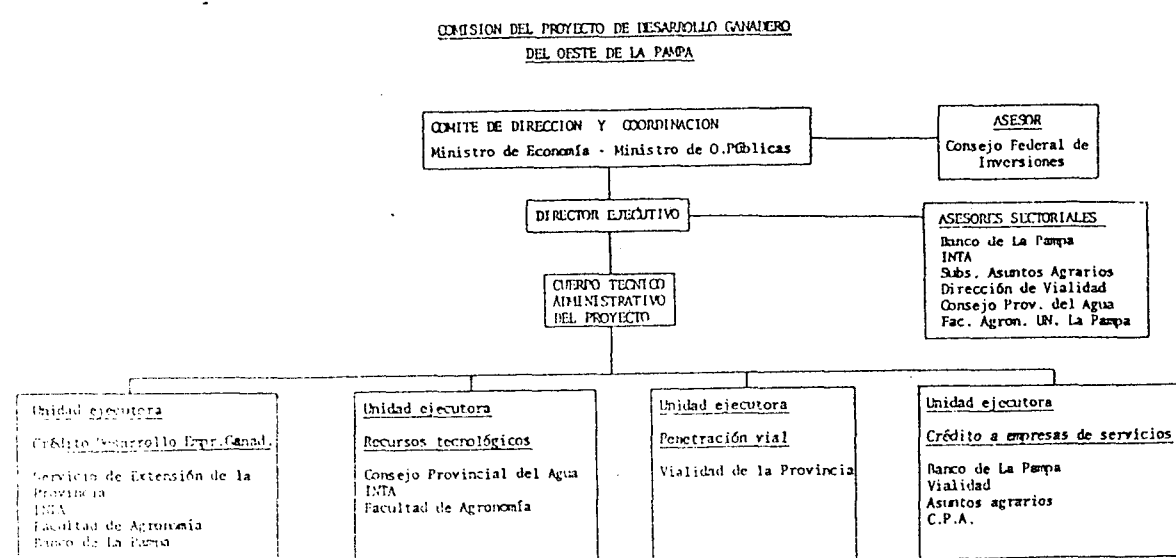 COMISION DEL PROYECTO DE DESARROLLO GANADERO
DEL OESTE DE LA PAMPA
COMITE DE DIRECCION Y COORDINACION
Ministro de Economía - Ministro de O.Públicas
ASESOR
Consejo Federal de
Inversiones
DIRECTOR EJECUTIVO
ASESORES SECTORIALES
Banco de La Pampa
INTA
Subs. Asuntos Agrarios
Dirección de Vialidad
Consejo Prov. del Agua
Fac. Agron. UN. La Pampa
CUERPO TECNICO
ADMINISTRATIVO
DEL PROYECTO
Unidad ejecutora
Crédito Desarrollo Empr.Ganad.
Servicio de Extensión de la
Provincia
INTA
Facultad de Agronomía
Banco de La Pampa
Unidad ejecutora
Recursos tecnológicos
Consejo Provincial del Agua
INTA
Facultad de Agronomía
Unidad ejecutora
Penetración vial
Vialidad de la Provincia
Unidad ejecutora
Crédito a empresas de servicios
Banco de La Pampa
Vialidad
Asuntos agrarios
C.P.A.